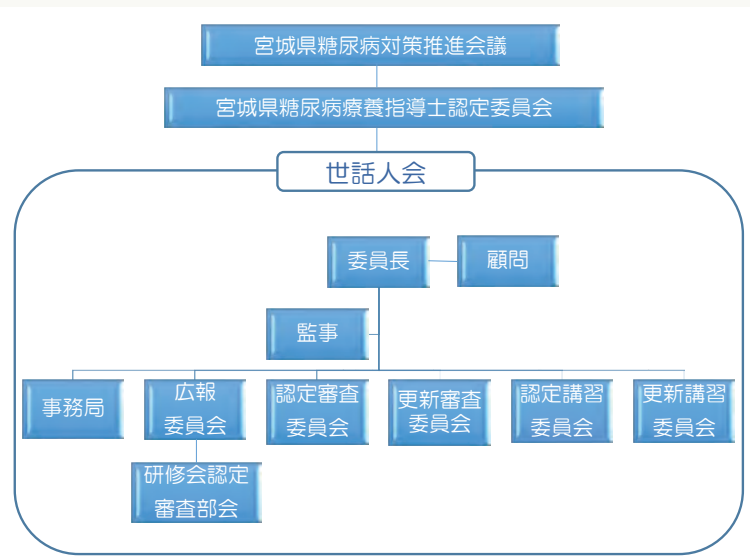 宮城県糖尿病対策推進会議
宮城県糖尿病療養指導士認定委員会
世話人会
委員長
顧問
監事
事務局
広報
委員会
認定審査
委員会
更新審査
委員会
認定講習
委員会
更新講習
委員会
研修会認定
審査部会